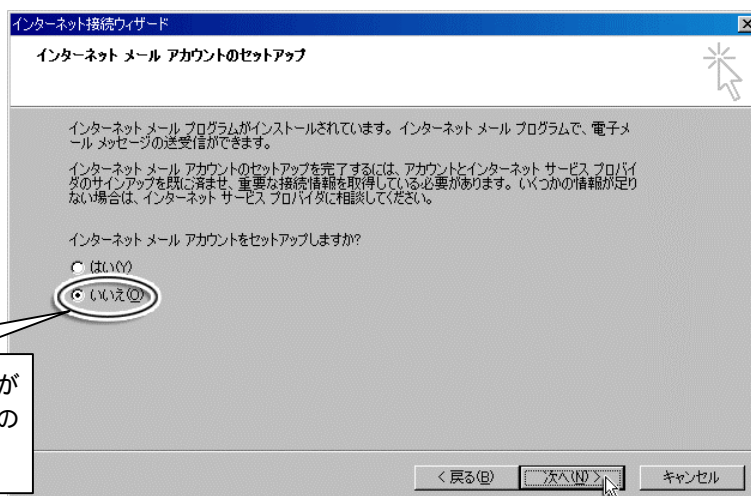 インターネット接続ウィザード
インターネット メール アカウントのセットアップ
インターネット メール プログラムがインストールされています。インターネット メール プログラムで、電子メ
ール メッセージの送受信ができます。
インターネット メール アカウントのセットアップを完了するには、アカウントとインターネット サービス プロバイ
ダのサインアップを既に済ませ、重要な接続情報を取得している必要があります。いくつかの情報が足り
ない場合は、インターネット サービス プロバイダに相談してください。
インターネット メール アカウントをセットアップしますか?
はい(Y)
いいえ(O)
が
の
< 戻る(B)
次へ(N) >
キャンセル